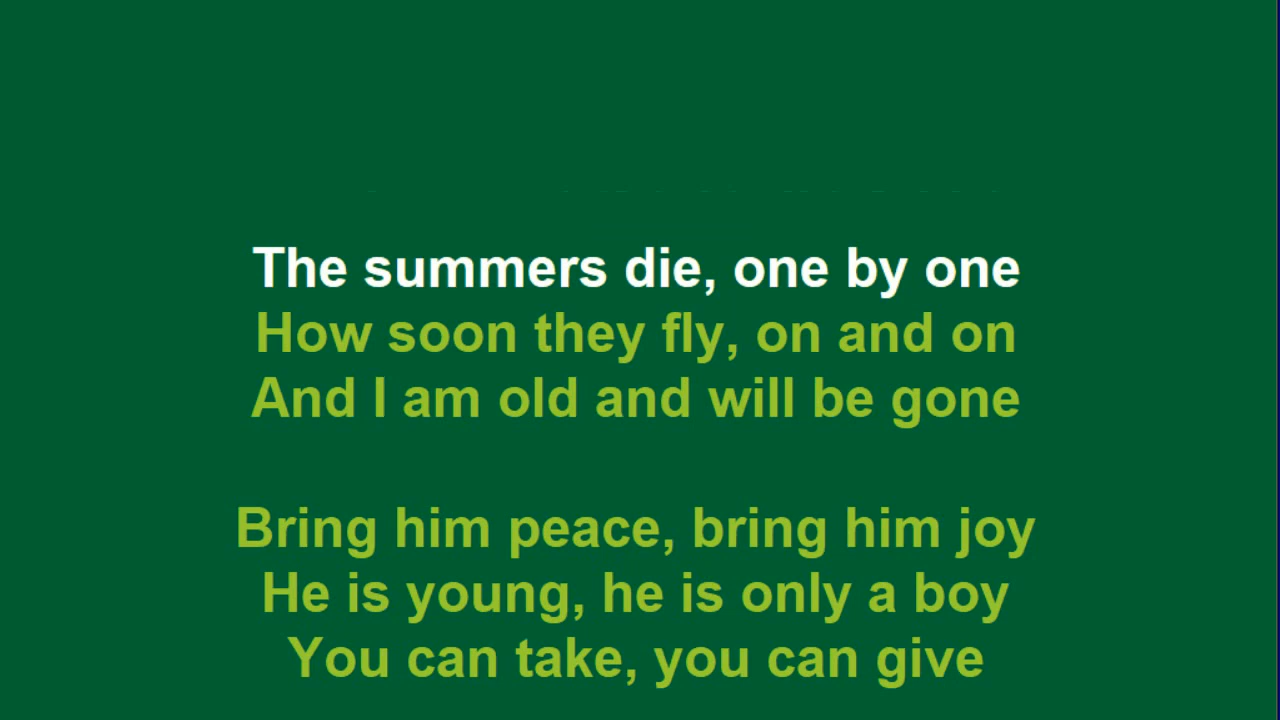 The summers die, one by one
How soon they fly, on and on
And I am old and will be gone
Bring him peace, bring him joy
He is young, he is only a boy
You can take, you can give